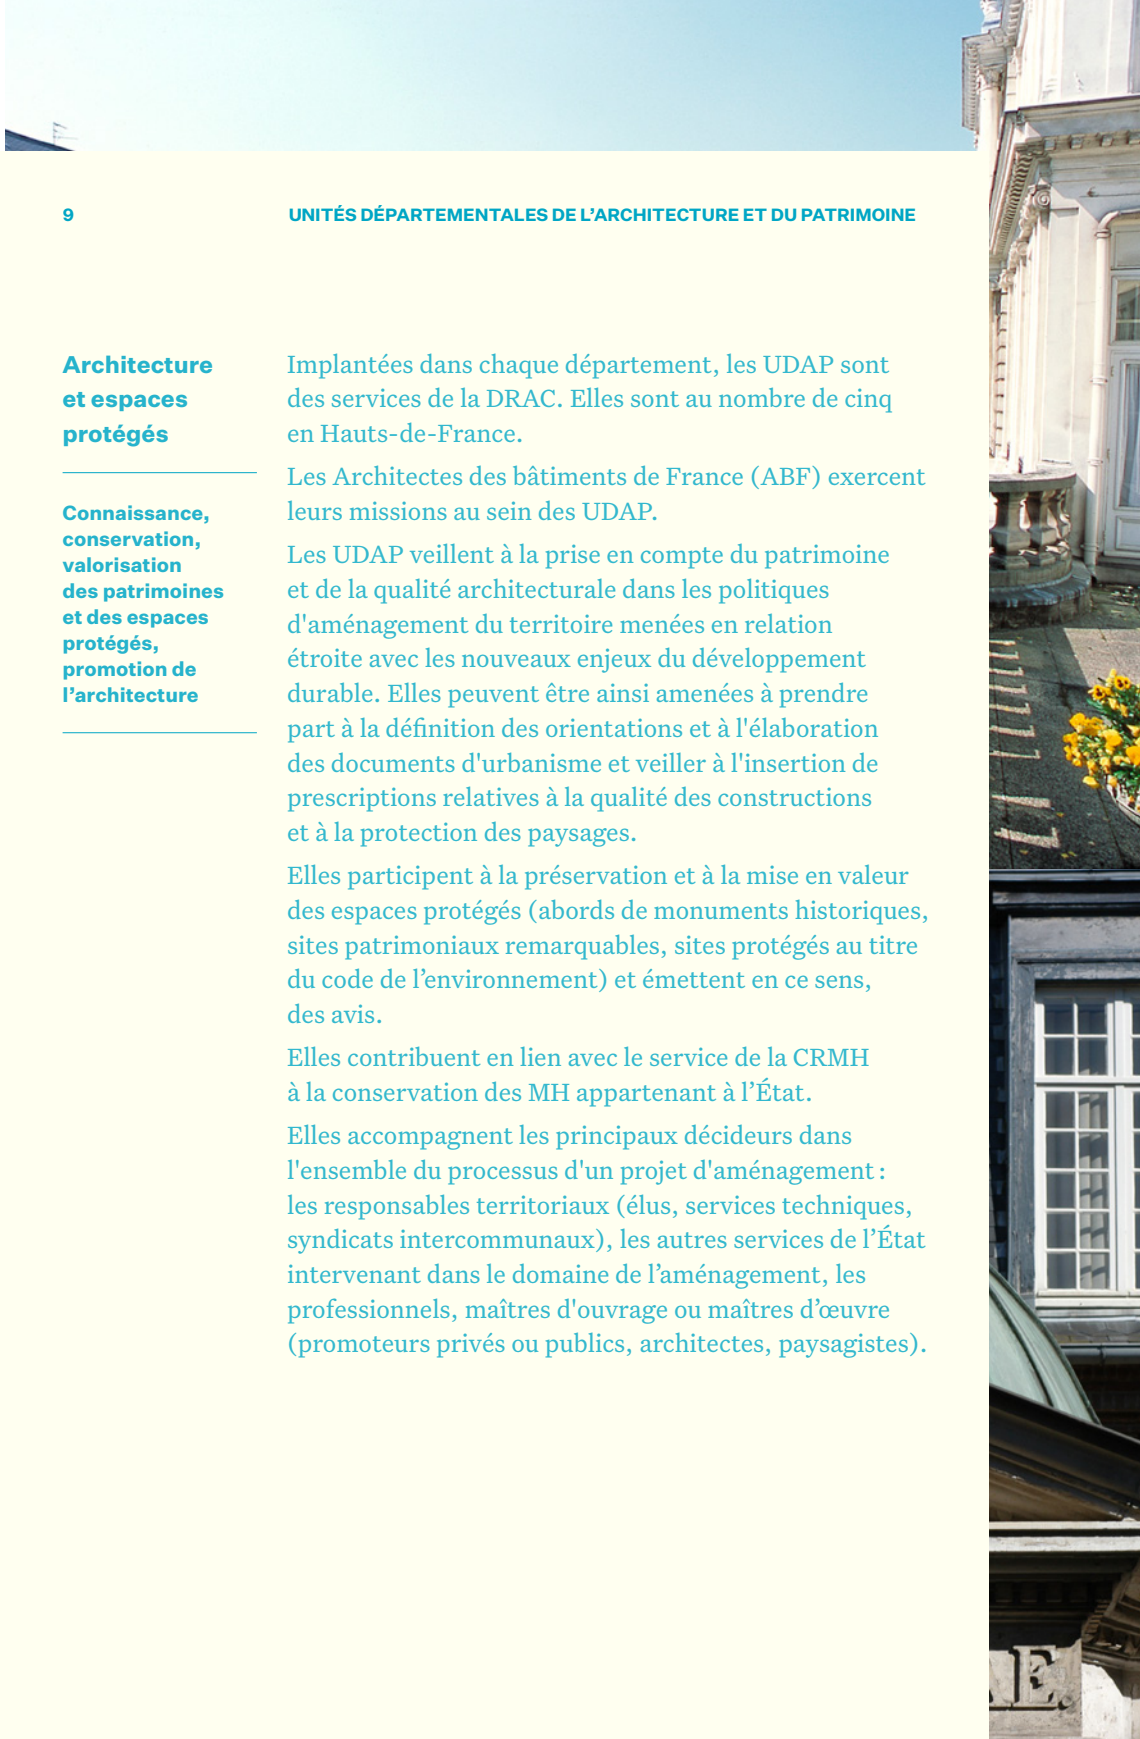 9
UNITÉS DÉPARTEMENTALES DE L’ARCHITECTURE ET DU PATRIMOINE
Architecture
et espaces
protégés
Connaissance,
conservation,
valorisation
des patrimoines
et des espaces
protégés,
promotion de
l’architecture
Implantées dans chaque département, les UDAP sont
des services de la DRAC. Elles sont au nombre de cinq
en Hauts-de-France.
Les Architectes des bâtiments de France (ABF) exercent
leurs missions au sein des UDAP.
Les UDAP veillent à la prise en compte du patrimoine
et de la qualité architecturale dans les politiques
d'aménagement du territoire menées en relation
étroite avec les nouveaux enjeux du développement
durable. Elles peuvent être ainsi amenées à prendre
part à la définition des orientations et à l'élaboration
des documents d'urbanisme et veiller à l'insertion de
prescriptions relatives à la qualité des constructions
et à la protection des paysages.
Elles participent à la préservation et à la mise en valeur
des espaces protégés (abords de monuments historiques,
sites patrimoniaux remarquables, sites protégés au titre
du code de l’environnement) et émettent en ce sens,
des avis.
Elles contribuent en lien avec le service de la CRMH
à la conservation des MH appartenant à l’État.
Elles accompagnent les principaux décideurs dans
l'ensemble du processus d'un projet d'aménagement :
les responsables territoriaux (élus, services techniques,
syndicats intercommunaux), les autres services de l’État
intervenant dans le domaine de l’aménagement, les
professionnels, maîtres d'ouvrage ou maîtres d’œuvre
(promoteurs privés ou publics, architectes, paysagistes).